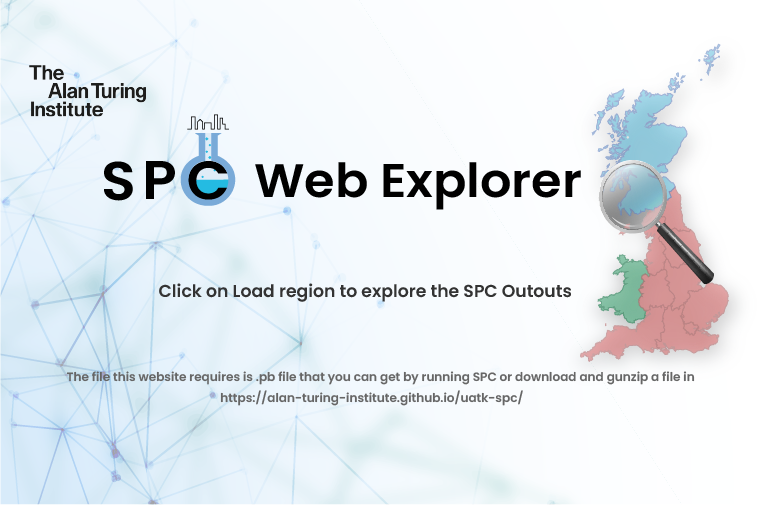 The
Alan Turing
Institute
SPC Web Explorer
Click on Load region to explore the SPC Outouts
The file this website requires is .pb file that you can get by running SPC or download and gunzip a file in
https://alan-turing-institute.github.io/uatk-spc/